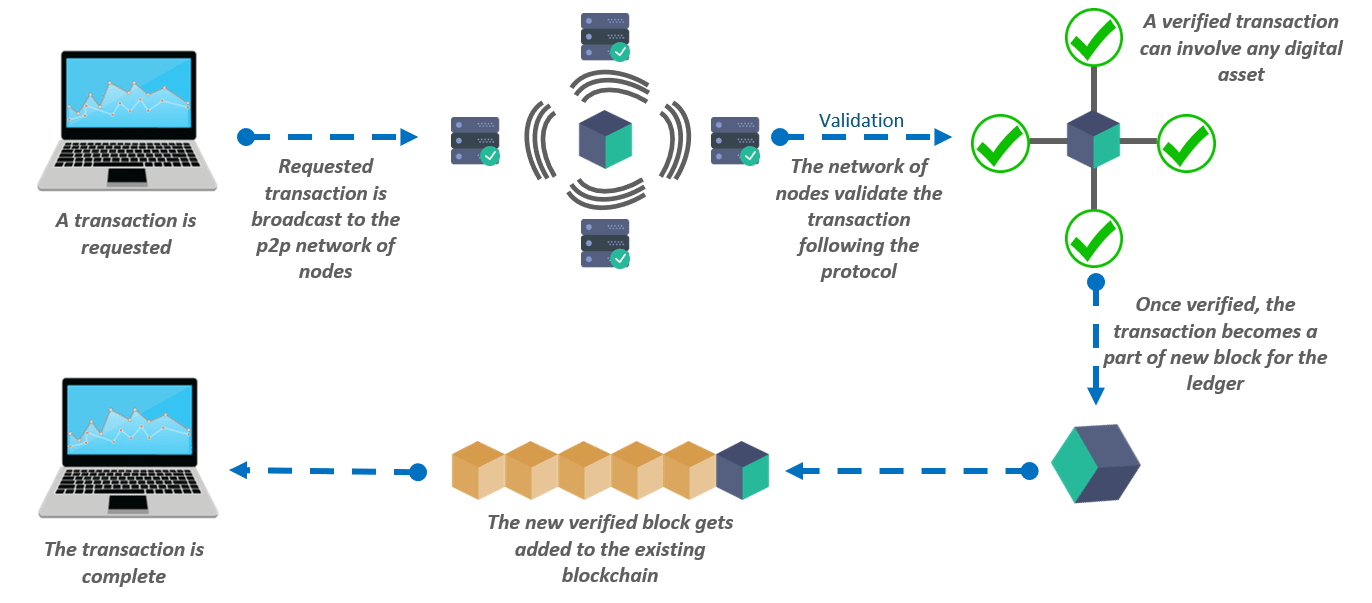 A transaction is
requested
Requested
transaction is
broadcast to the
p2p network of
nodes
Validation
The network of
nodes validate the
transaction
following the
protocol
A verified transaction
can involve any digital
asset
Once verified, the
transaction becomes a
part of new block for the
ledger
The new verified block gets
added to the existing
blockchain
The transaction is
complete